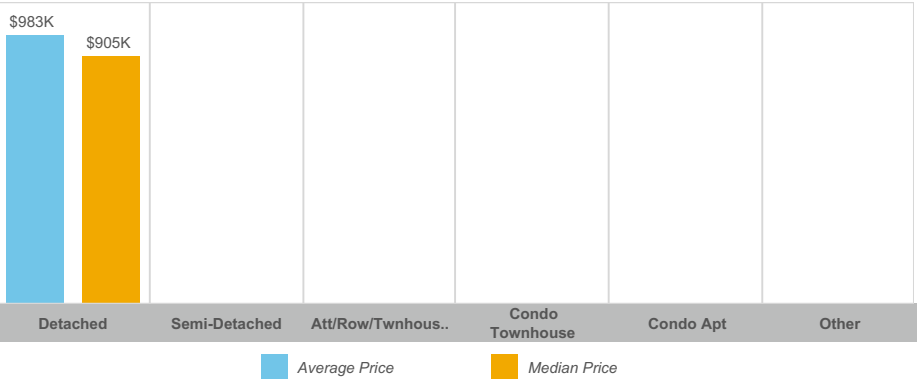 $983K
$905K
Detached
Semi-Detached
Att/Row/Twnhous..
Condo
Townhouse
Condo Apt
Other
Average Price
Median Price